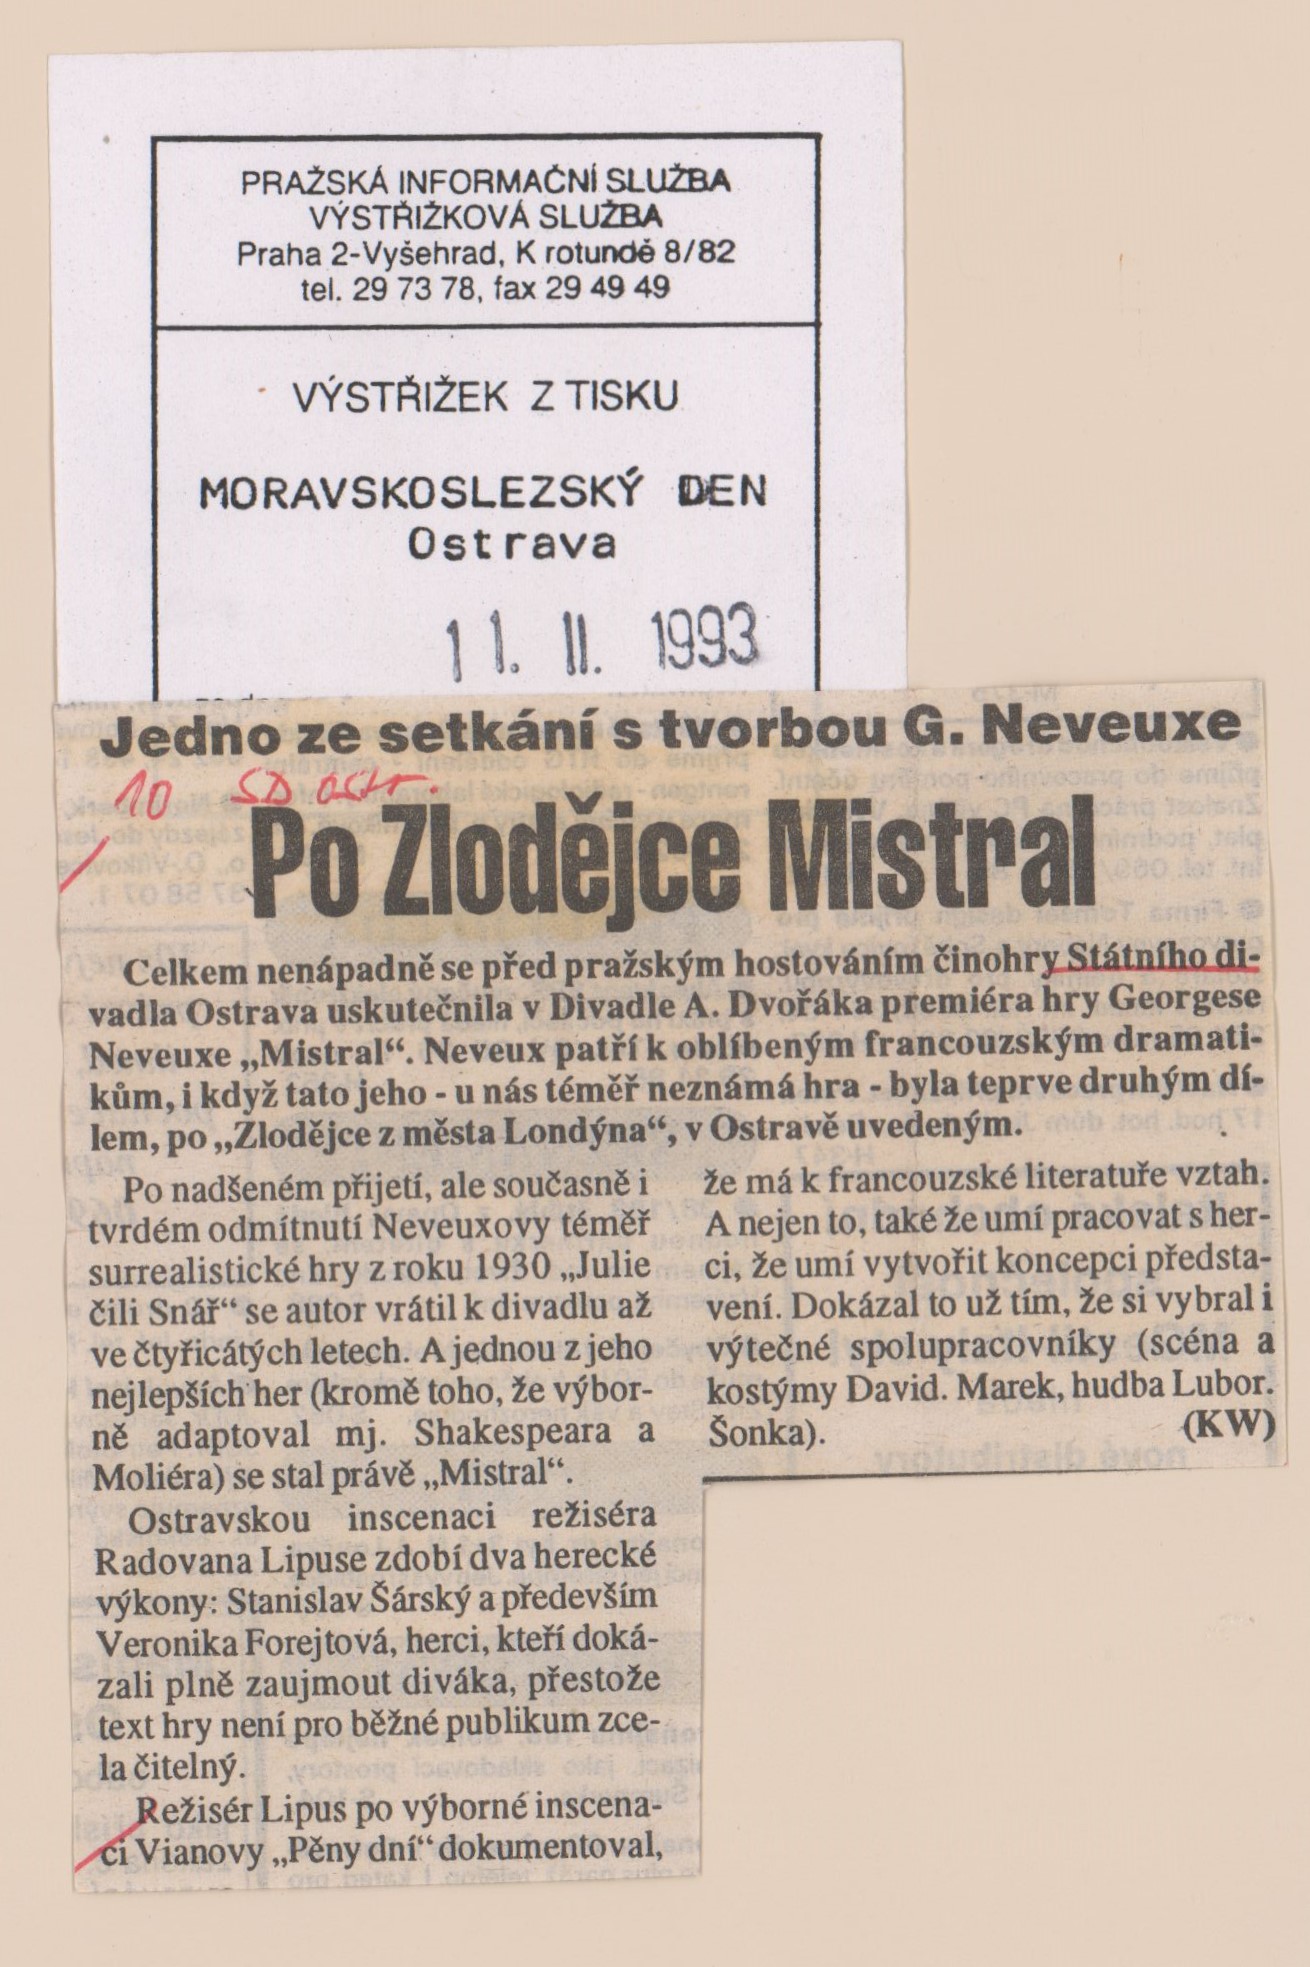 PRAŽSKÁ INFORMAČNÍ SLUŽBA
VÝSTŘIŽKOVÁ SLUŽBA
Praha 2-Vyšehrad, K rotundě 8/82
tel. 29 73 78, fax 29 49 49
VÝSTŘIŽEK Z TISKU
MORAVSKOSLEZSKÝ DEN
Ostrava
11. II. 1993
Jedno ze setkání s tvorbou G. Neveuxe
10 SD ostr.
Po Zlodějce Mistral
Celkem nenápadně se před pražským hostováním činohry Státního di-
vadla Ostrava uskutečnila v Divadle A. Dvořáka premiéra hry Georgese
Neveuxe „Mistral“. Neveux patří k oblíbeným francouzským dramati-
kům, i když tato jeho - u nás téměř neznámá hra - byla teprve druhým dí-
lem, po „Zlodějce z města Londýna“, v Ostravě uvedeným.
Po nadšeném přijetí, ale současně i
tvrdém odmítnutí Neveuxovy téměř
surrealistické hry z roku 1930 „Julie
čili Snář“ se autor vrátil k divadlu až
ve čtyřicátých letech. A jednou z jeho
nejlepších her (kromě toho, že výbor-
ně adaptoval mj. Shakespeara a
Moliéra) se stal právě „Mistral“.
Ostravskou inscenaci režiséra
Radovana Lipuse zdobí dva herecké
výkony: Stanislav Šárský a především
Veronika Forejtová, herci, kteří doká-
zali plně zaujmout diváka, přestože
text hry není pro běžné publikum zce-
la čitelný.
Režisér Lipus po výborné inscena-
ci Vianovy „Pěny dní“ dokumentoval,
že má k francouzské literatuře vztah.
A nejen to, také že umí pracovat s her-
ci, že umí vytvořit koncepci předsta-
vení. Dokázal to už tím, že si vybral i
výtečné spolupracovníky (scéna a
kostýmy David. Marek, hudba Lubor.
Šonka). (KW)